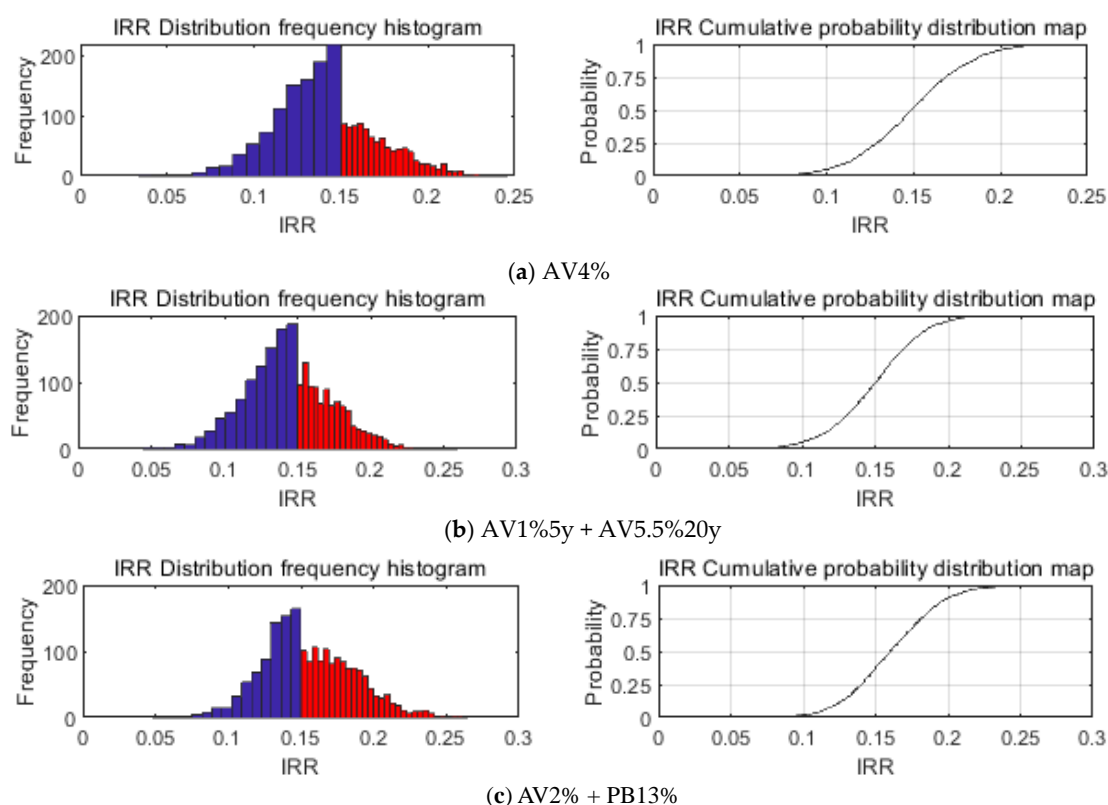 IRR Distribution frequency histogram
200
100
0
Frequency
0 0.05 0.1 0.15 0.2 0.25
IRR
IRR Cumulative probability distribution map
1
0.75
0.5
0.25
0
Probability
0 0.05 0.1 0.15 0.2 0.25
IRR
(a) AV4%
IRR Distribution frequency histogram
200
100
0
Frequency
0 0.05 0.1 0.15 0.2 0.25 0.3
IRR
IRR Cumulative probability distribution map
1
0.75
0.5
0.25
0
Probability
0 0.05 0.1 0.15 0.2 0.25 0.3
IRR
(b) AV1%5y + AV5.5%20y
IRR Distribution frequency histogram
200
100
0
Frequency
0 0.05 0.1 0.15 0.2 0.25 0.3
IRR
IRR Cumulative probability distribution map
1
0.75
0.5
0.25
0
Probability
0 0.05 0.1 0.15 0.2 0.25 0.3
IRR
(c) AV2% + PB13%